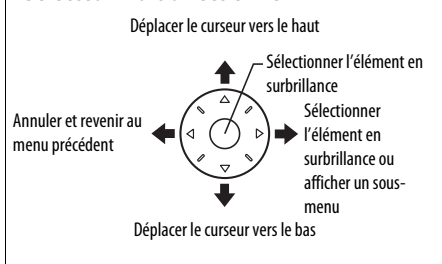 Déplacer le curseur vers le haut
Sélectionner l'élément en
surbrillance
Annuler et revenir au
menu précédent
Sélectionner
l'élément en
surbrillance ou
afficher un sous-
menu
Déplacer le curseur vers le bas